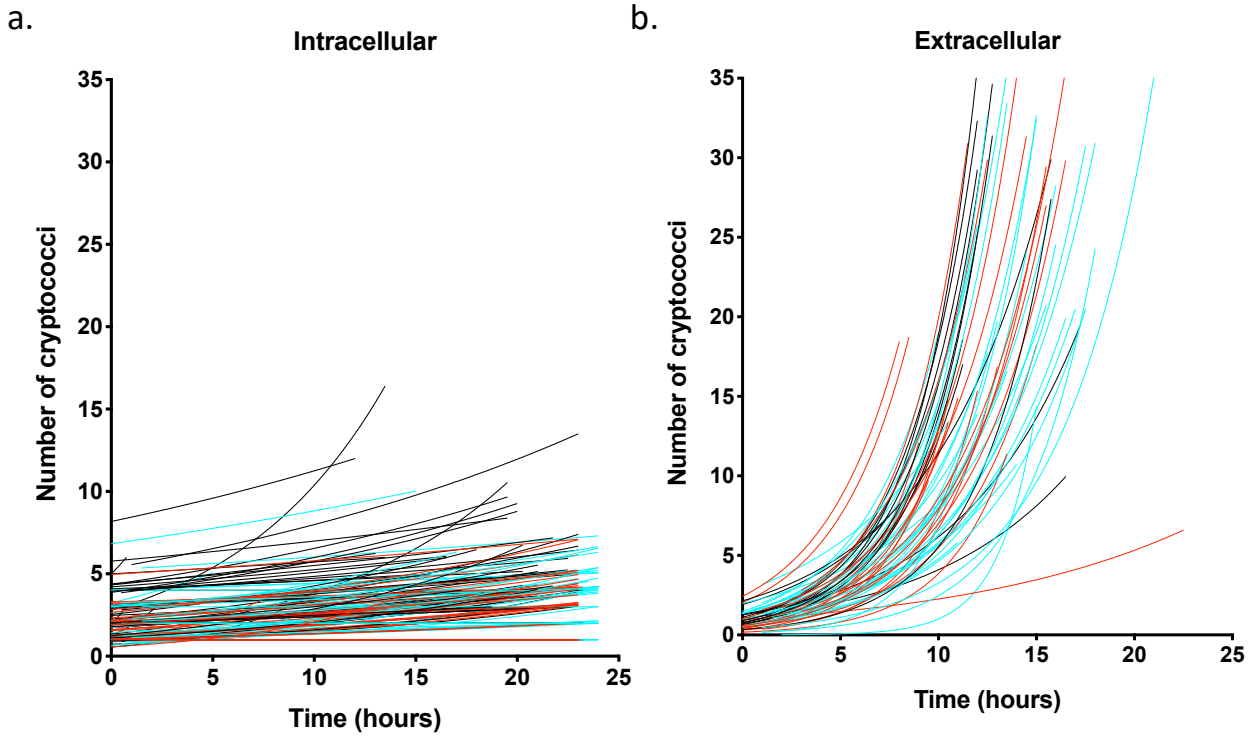 a.
Intracellular
35
30
25
20
15
10
5
0
Number of cryptococci
0 5 10 15 20 25
Time (hours)
b.
Extracellular
35
30
25
20
15
10
5
0
Number of cryptococci
0 5 10 15 20 25
Time (hours)